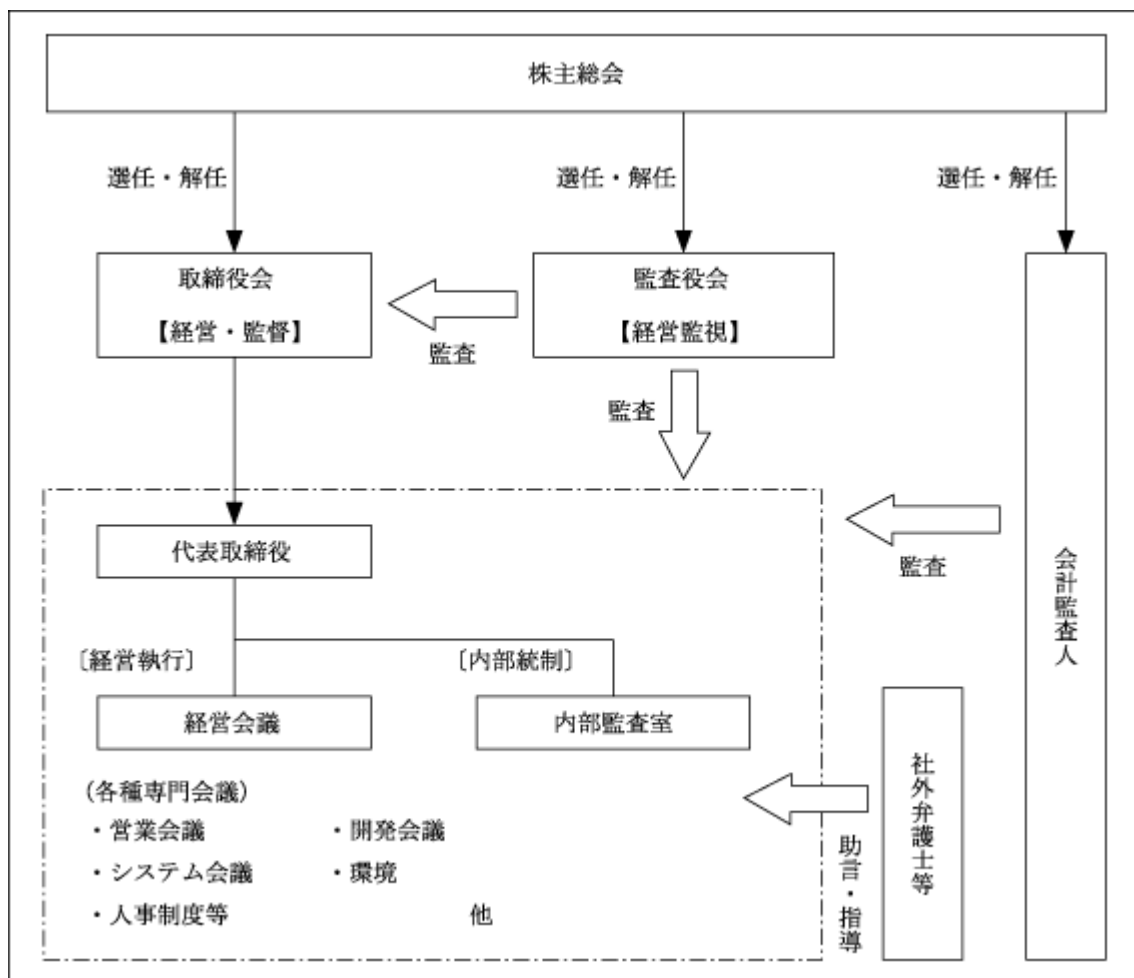 株主総会
選任・解任
選任・解任
選任・解任
取締役会
【経営・監督】
監査役会
【経営監視】
監査
監査
代表取締役
監査
会計監査人
〔経営執行〕
〔内部統制〕
経営会議
内部監査室
社外弁護士等
(各種専門会議)
・営業会議
・開発会議
・システム会議
・環境
・人事制度等
他
助言・指導